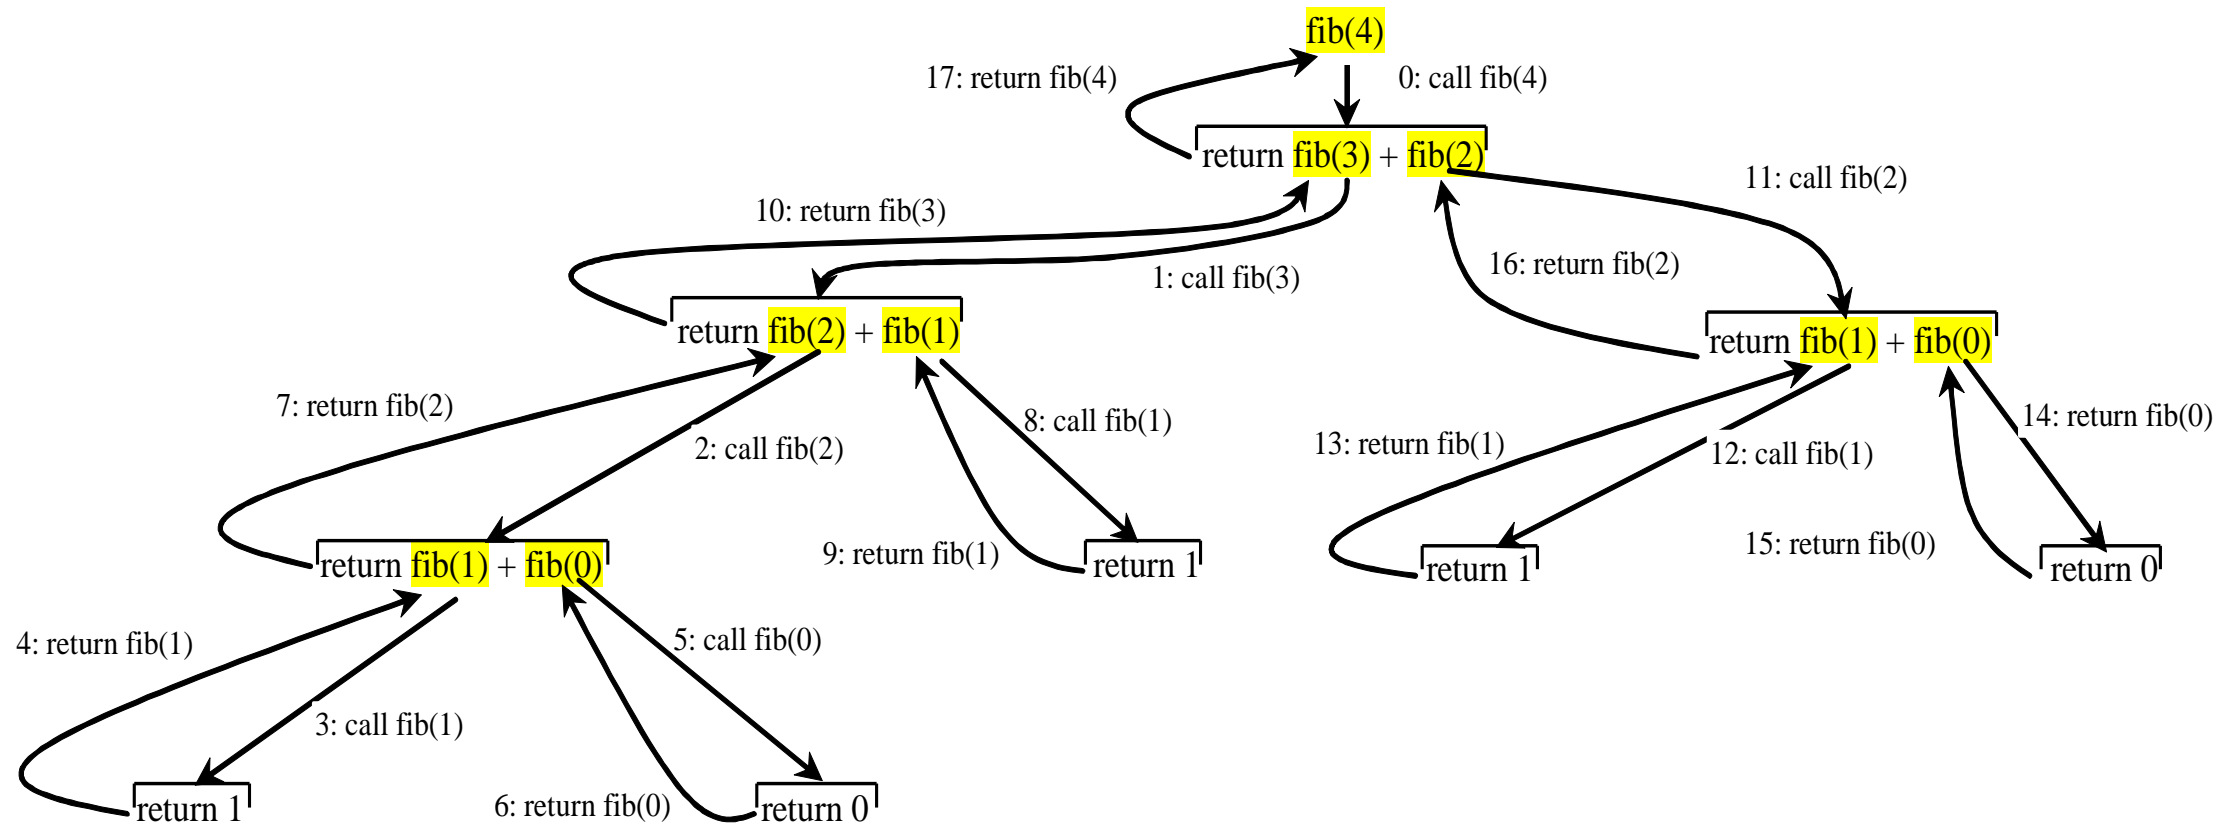 fib(4)
17: return fib(4)
0: call fib(4)
return fib(3) + fib(2)
11: call fib(2)
10: return fib(3)
1: call fib(3)
16: return fib(2)
return fib(2) + fib(1)
return fib(1) + fib(0)
7: return fib(2)
2: call fib(2)
8: call fib(1)
13: return fib(1)
12: call fib(1)
14: return fib(0)
9: return fib(1)
15: return fib(0)
return fib(1) + fib(0)
return 1
return 1
return 0
4: return fib(1)
5: call fib(0)
3: call fib(1)
6: return fib(0)
return 1
return 0